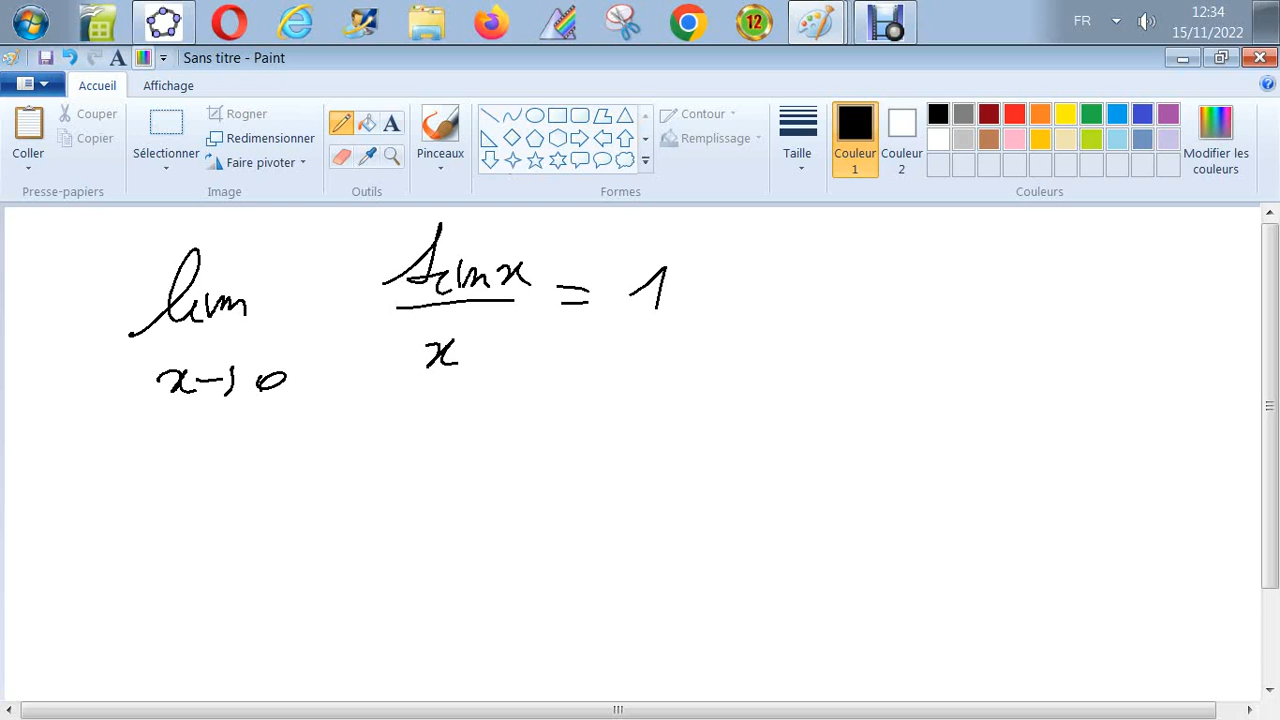 12
FR
12:34
15/11/2022
Sans titre - Paint
Accueil
Affichage
Coller
Couper
Copier
Presse-papiers
Sélectionner
Rogner
Redimensionner
Faire pivoter
Image
A
Outils
Pinceaux
Contour
Remplissage
Formes
Taille
Couleur
1
Couleur
2
Modifier les
couleurs
Couleurs
lim sin x / x = 1
x → 0